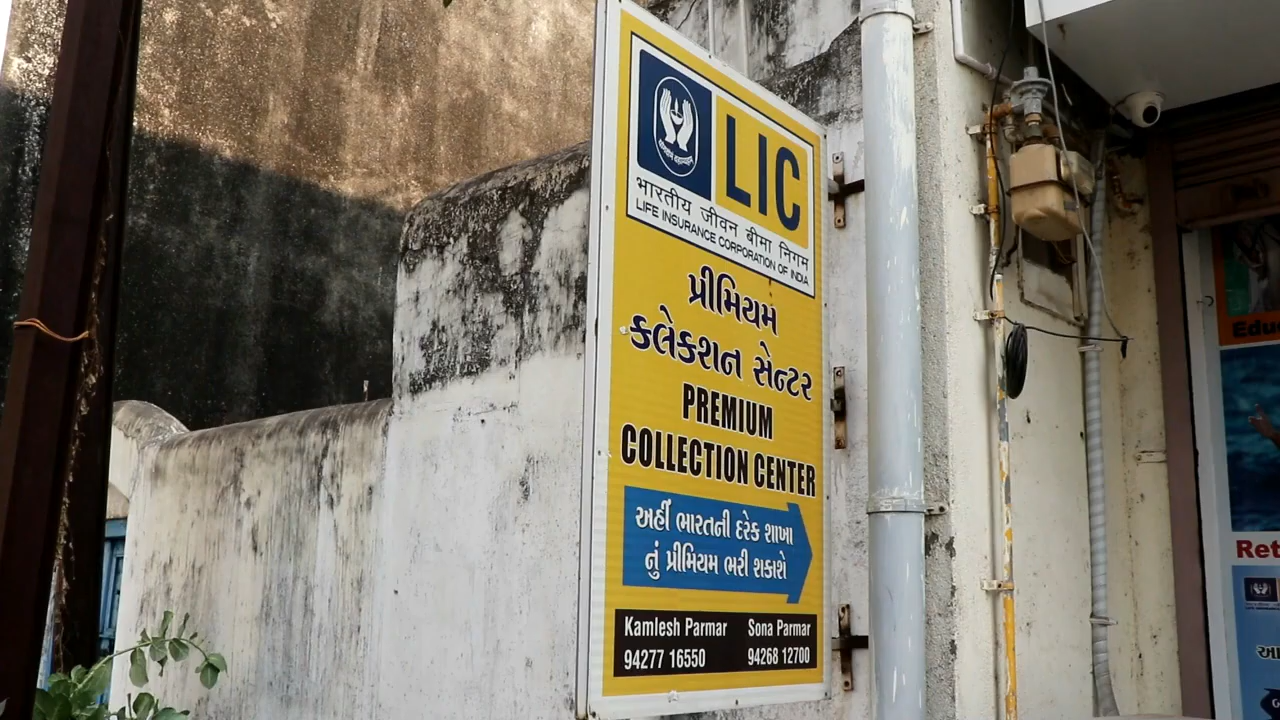 LIC
भारतीय जीवन बीमा निगम
LIFE INSURANCE CORPORATION OF INDIA
પ્રીમિયમ
કલેકશન સેન્ટર
PREMIUM
COLLECTION CENTER
અહીં ભારતની દરેક શાખા
નું પ્રીમિયમ ભરી શકાશે
Kamlesh Parmar Sona Parmar
94277 16550 94268 12700
Edu
Ret